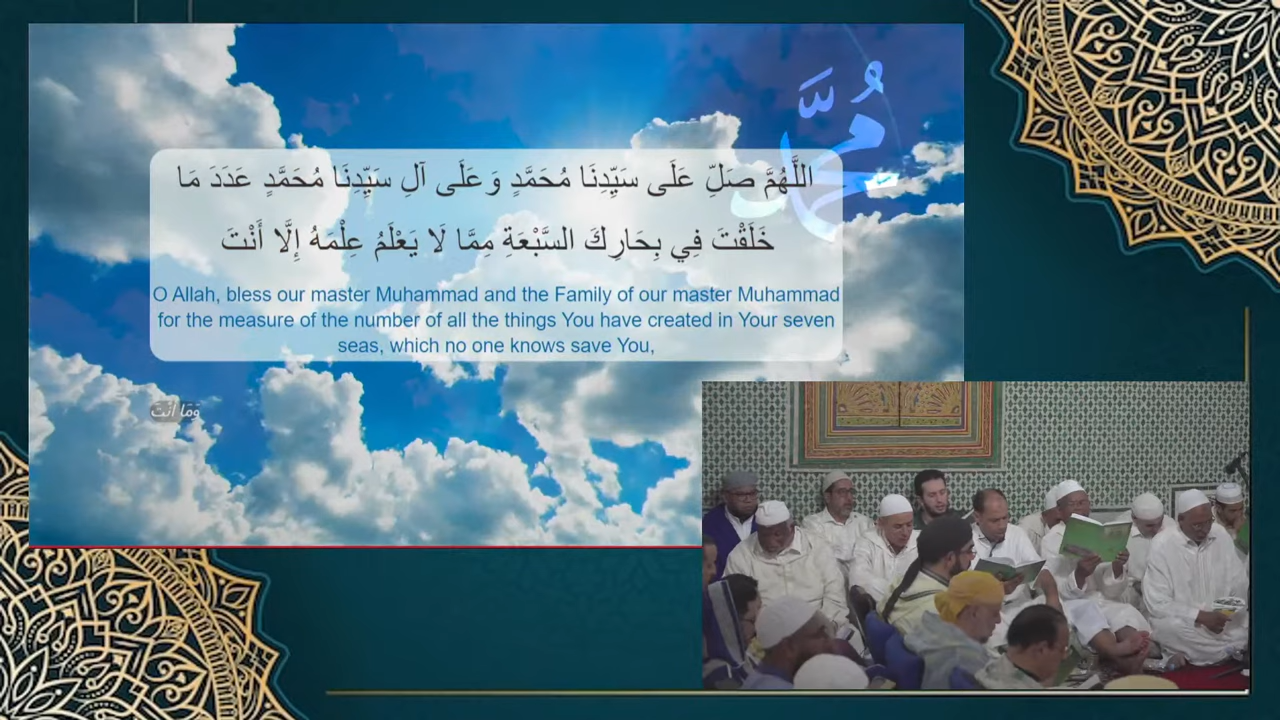 مُحَمَّد
اللَّهُمَّ صَلِّ عَلَى سَيِّدِنَا مُحَمَّدٍ وَعَلَى آلِ سَيِّدِنَا مُحَمَّدٍ عَدَدَ مَا
خَلَقْتَ فِي بِحَارِكَ السَّبْعَةِ مِمَّا لَا يَعْلَمُ عِلْمَهُ إِلَّا أَنْتَ
O Allah, bless our master Muhammad and the Family of our master Muhammad
for the measure of the number of all the things You have created in Your seven
seas, which no one knows save You,
وَمَا أَنْتَ